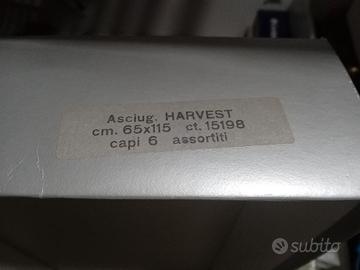 Asciug. HARVEST
cm. 65x115 ct. 15198
capi 6 assortiti
subito